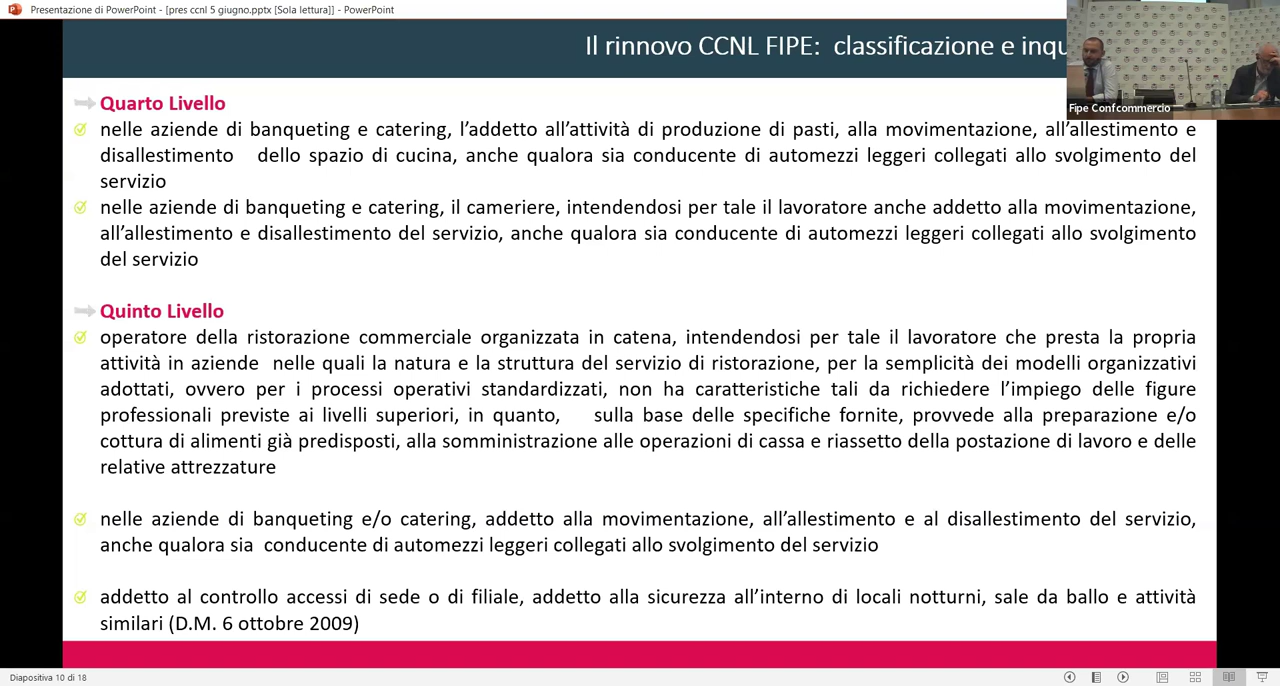 Presentazione di PowerPoint - [pres ccnl 5 giugno.pptx [Sola lettura]] - PowerPoint
Il rinnovo CCNL FIPE: classificazione e inqu
Fipe Confcommercio
Quarto Livello
nelle aziende di banqueting e catering, l’addetto all’attività di produzione di pasti, alla movimentazione, all’allestimento e
disallestimento dello spazio di cucina, anche qualora sia conducente di automezzi leggeri collegati allo svolgimento del
servizio
nelle aziende di banqueting e catering, il cameriere, intendendosi per tale il lavoratore anche addetto alla movimentazione,
all’allestimento e disallestimento del servizio, anche qualora sia conducente di automezzi leggeri collegati allo svolgimento
del servizio
Quinto Livello
operatore della ristorazione commerciale organizzata in catena, intendendosi per tale il lavoratore che presta la propria
attività in aziende nelle quali la natura e la struttura del servizio di ristorazione, per la semplicità dei modelli organizzativi
adottati, ovvero per i processi operativi standardizzati, non ha caratteristiche tali da richiedere l’impiego delle figure
professionali previste ai livelli superiori, in quanto, sulla base delle specifiche fornite, provvede alla preparazione e/o
cottura di alimenti già predisposti, alla somministrazione alle operazioni di cassa e riassetto della postazione di lavoro e delle
relative attrezzature
nelle aziende di banqueting e/o catering, addetto alla movimentazione, all’allestimento e al disallestimento del servizio,
anche qualora sia conducente di automezzi leggeri collegati allo svolgimento del servizio
addetto al controllo accessi di sede o di filiale, addetto alla sicurezza all’interno di locali notturni, sale da ballo e attività
similari (D.M. 6 ottobre 2009)
Diapositiva 10 di 18